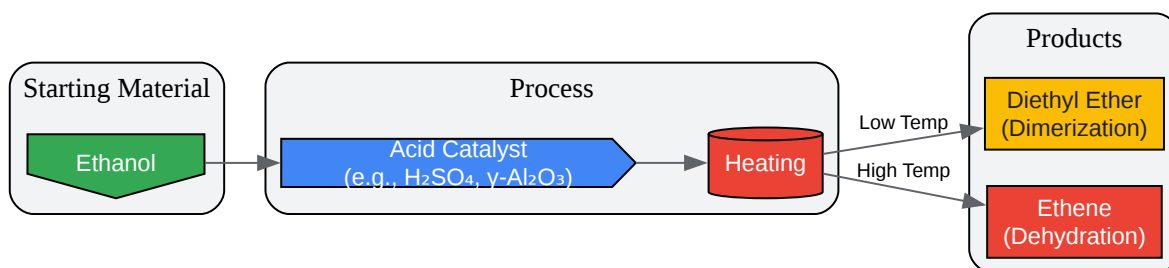 Starting Material
Ethanol
Process
Acid Catalyst
(e.g., H₂SO₄, γ-Al₂O₃)
Heating
Low Temp
High Temp
Products
Diethyl Ether
(Dimerization)
Ethene
(Dehydration)